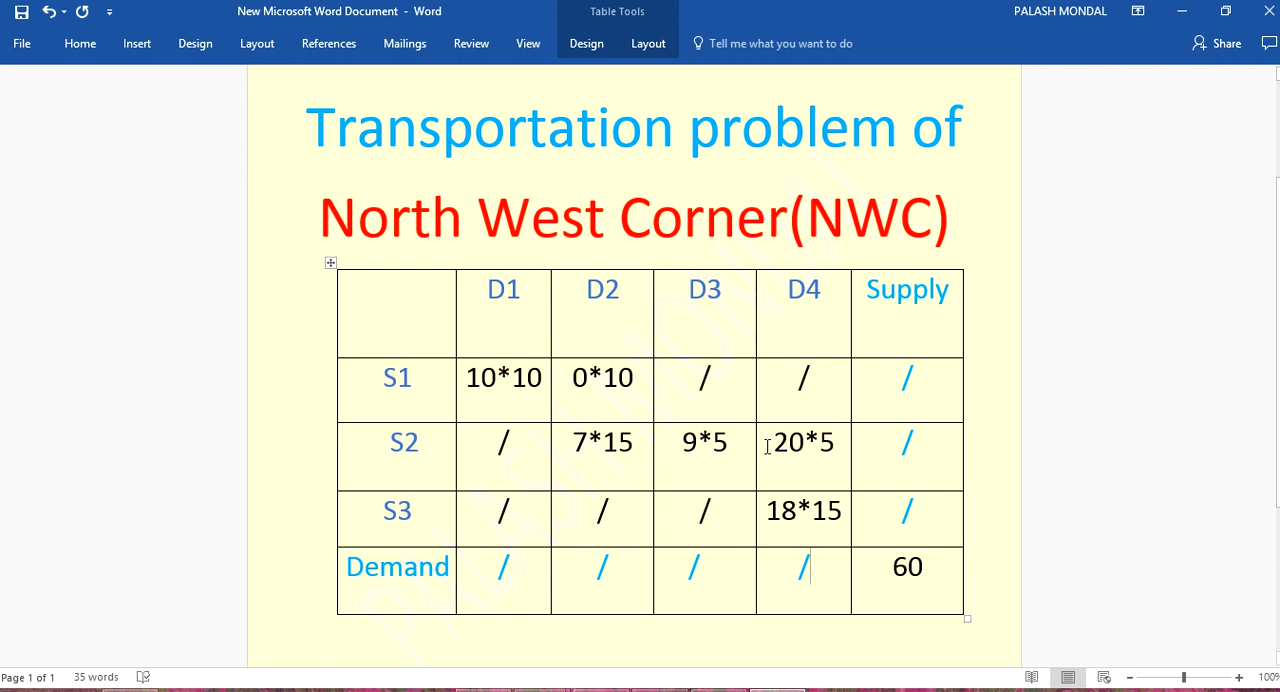 New Microsoft Word Document - Word
Table Tools
PALASH MONDAL
File Home Insert Design Layout References Mailings Review View Design Layout Tell me what you want to do Share
Transportation problem of
North West Corner(NWC)
D1 D2 D3 D4 Supply
S1 10*10 0*10 / / /
S2 / 7*15 9*5 20*5 /
S3 / / / 18*15 /
Demand / / / / 60
PALASH MONDAL
Page 1 of 1 35 words 100%